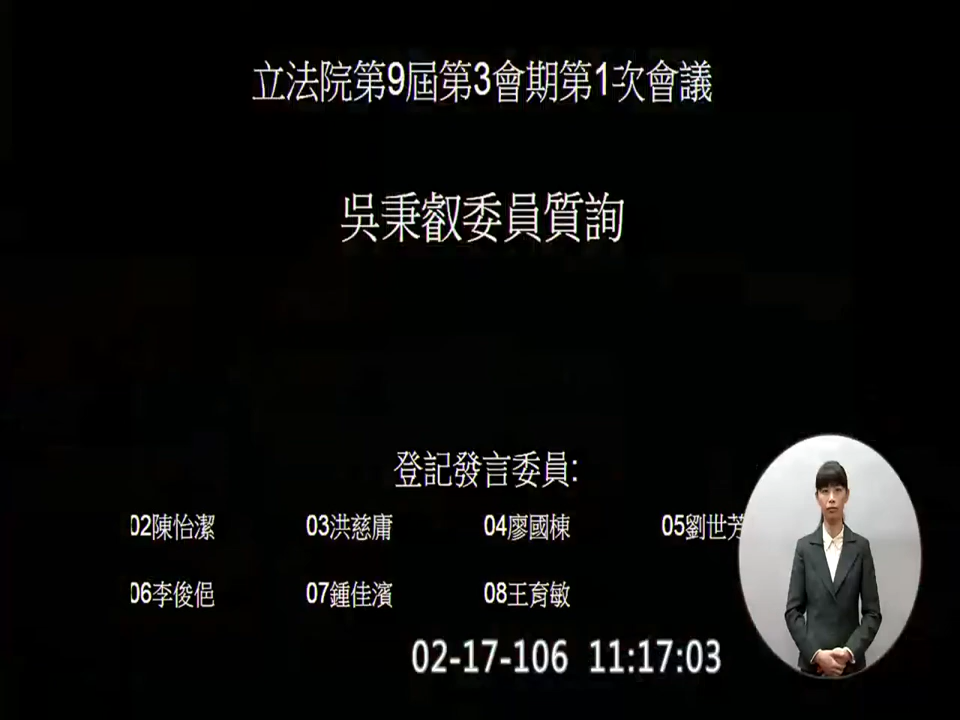 立法院第9屆第3會期第1次會議
吳秉叡委員質詢
登記發言委員:
02陳怡潔 03洪慈庸 04廖國棟 05劉世芳
06李俊俋 07鍾佳濱 08王育敏
02-17-106 11:17:03